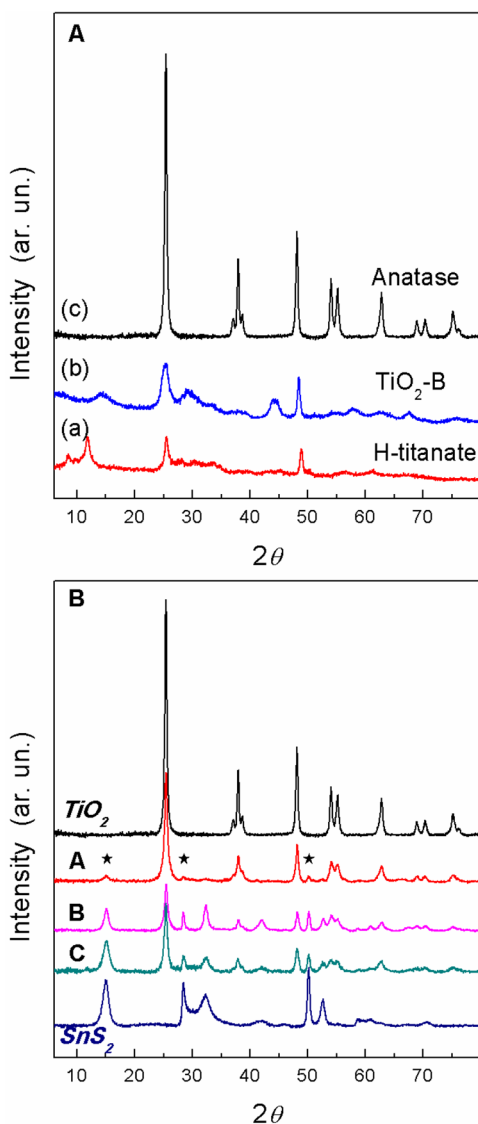 A
Intensity (ar. un.)
(c)
Anatase
(b)
TiO2-B
(a)
H-titanate
10 20 30 40 50 60 70
2θ
B
Intensity (ar. un.)
TiO2
A
★ ★ ★
B
C
SnS2
10 20 30 40 50 60 70
2θ